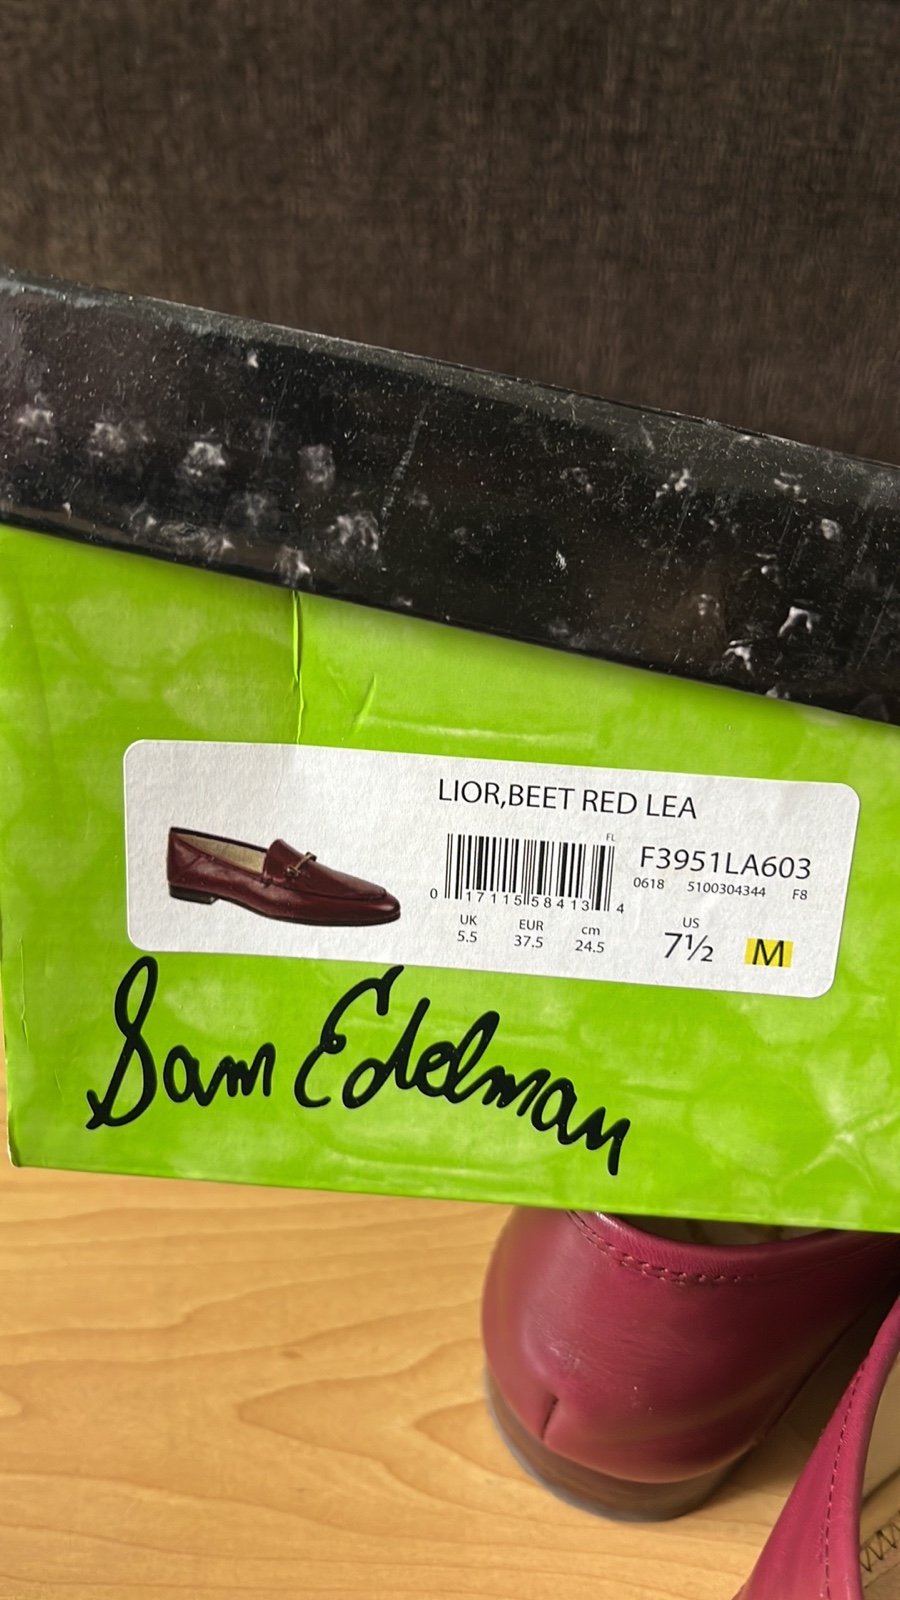 LIOR,BEET RED LEA
FL
F3951LA603
0618 5100304344 F8
0 17115 58413 4
UK EUR cm US
5.5 37.5 24.5 7½ M
Sam Edelman